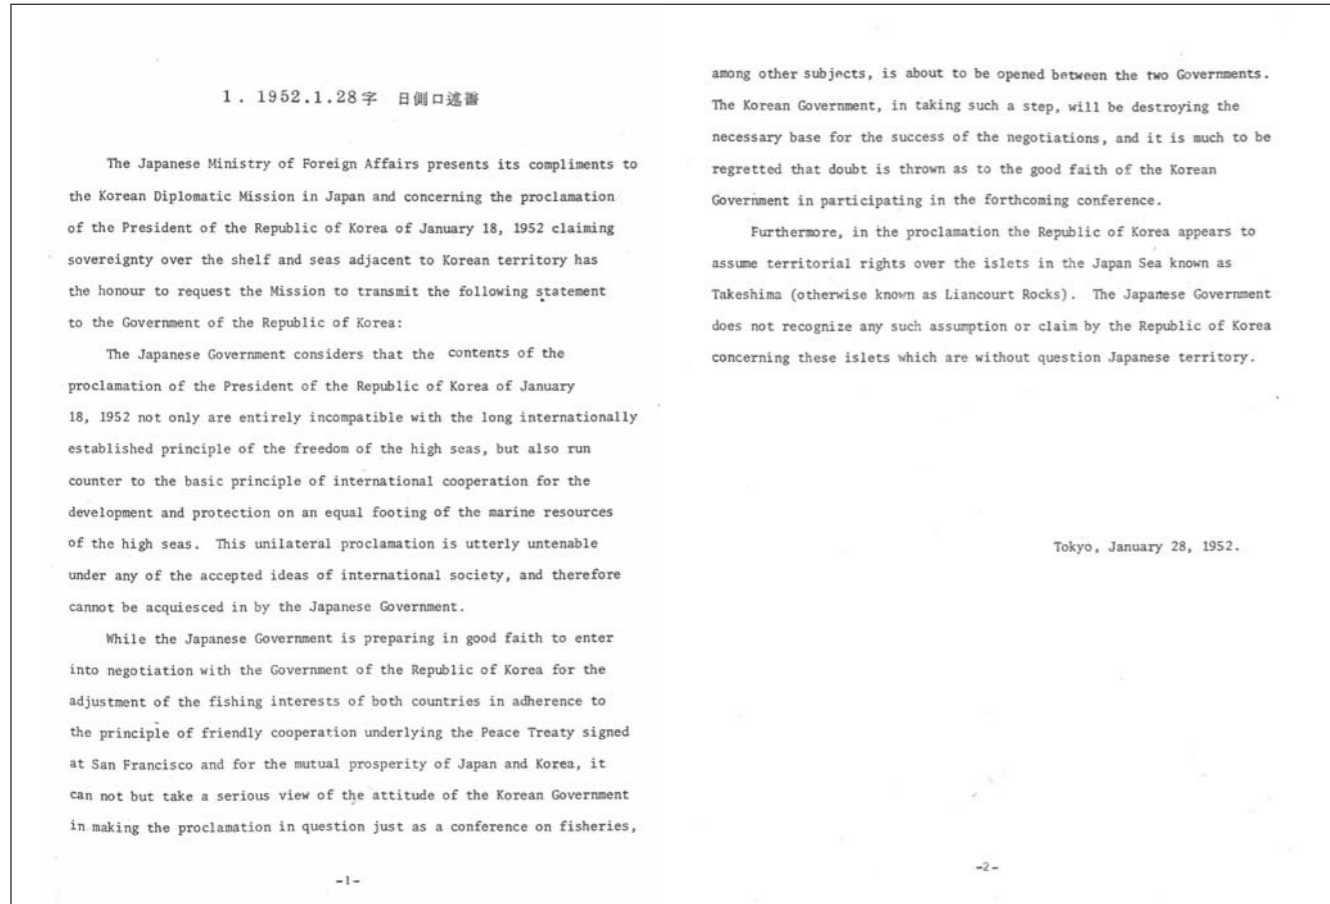 1. 1952.1.28字 日側口述書
The Japanese Ministry of Foreign Affairs presents its compliments to
the Korean Diplomatic Mission in Japan and concerning the proclamation
of the President of the Republic of Korea of January 18, 1952 claiming
sovereignty over the shelf and seas adjacent to Korean territory has
the honour to request the Mission to transmit the following statement
to the Government of the Republic of Korea:
The Japanese Government considers that the contents of the
proclamation of the President of the Republic of Korea of January
18, 1952 not only are entirely incompatible with the long internationally
established principle of the freedom of the high seas, but also run
counter to the basic principle of international cooperation for the
development and protection on an equal footing of the marine resources
of the high seas. This unilateral proclamation is utterly untenable
under any of the accepted ideas of international society, and therefore
cannot be acquiesced in by the Japanese Government.
While the Japanese Government is preparing in good faith to enter
into negotiation with the Government of the Republic of Korea for the
adjustment of the fishing interests of both countries in adherence to
the principle of friendly cooperation underlying the Peace Treaty signed
at San Francisco and for the mutual prosperity of Japan and Korea, it
can not but take a serious view of the attitude of the Korean Government
in making the proclamation in question just as a conference on fisheries,
-1-
among other subjects, is about to be opened between the two Governments.
The Korean Government, in taking such a step, will be destroying the
necessary base for the success of the negotiations, and it is much to be
regretted that doubt is thrown as to the good faith of the Korean
Government in participating in the forthcoming conference.
Furthermore, in the proclamation the Republic of Korea appears to
assume territorial rights over the islets in the Japan Sea known as
Takeshima (otherwise known as Liancourt Rocks). The Japanese Government
does not recognize any such assumption or claim by the Republic of Korea
concerning these islets which are without question Japanese territory.
Tokyo, January 28, 1952.
-2-